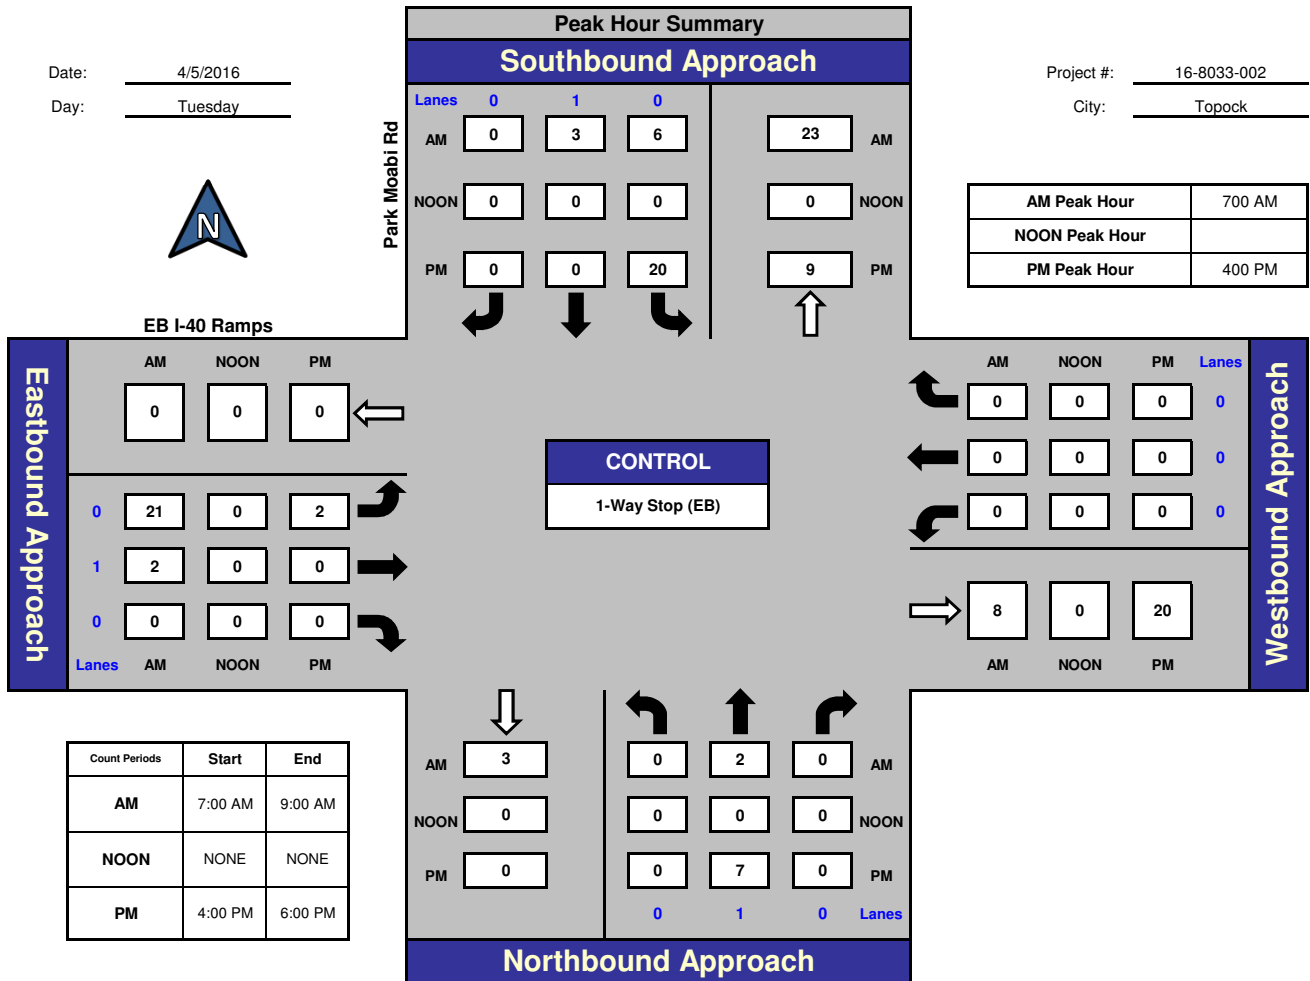 Peak Hour Summary
Southbound Approach
Date: 4/5/2016
Day: Tuesday
Project #: 16-8033-002
City: Topock
N
Park Moabi Rd
Lanes 0 1 0
AM 0 3 6 23 AM
NOON 0 0 0 0 NOON
PM 0 0 20 9 PM
AM Peak Hour 700 AM
NOON Peak Hour
PM Peak Hour 400 PM
EB I-40 Ramps
Eastbound Approach
AM NOON PM
0 0 0
0 21 0 2
1 2 0 0
0 0 0 0
Lanes AM NOON PM
CONTROL
1-Way Stop (EB)
AM NOON PM Lanes
0 0 0 0
0 0 0 0
0 0 0 0
8 0 20
AM NOON PM
Westbound Approach
Count Periods Start End
AM 7:00 AM 9:00 AM
NOON NONE NONE
PM 4:00 PM 6:00 PM
AM 3 0 2 0 AM
NOON 0 0 0 0 NOON
PM 0 0 7 0 PM
0 1 0 Lanes
Northbound Approach